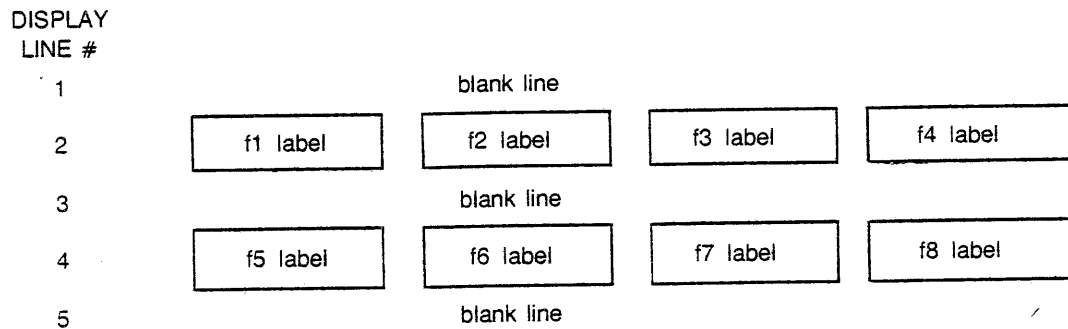 DISPLAY
LINE #
1 blank line
2 f1 label f2 label f3 label f4 label
3 blank line
4 f5 label f6 label f7 label f8 label
5 blank line